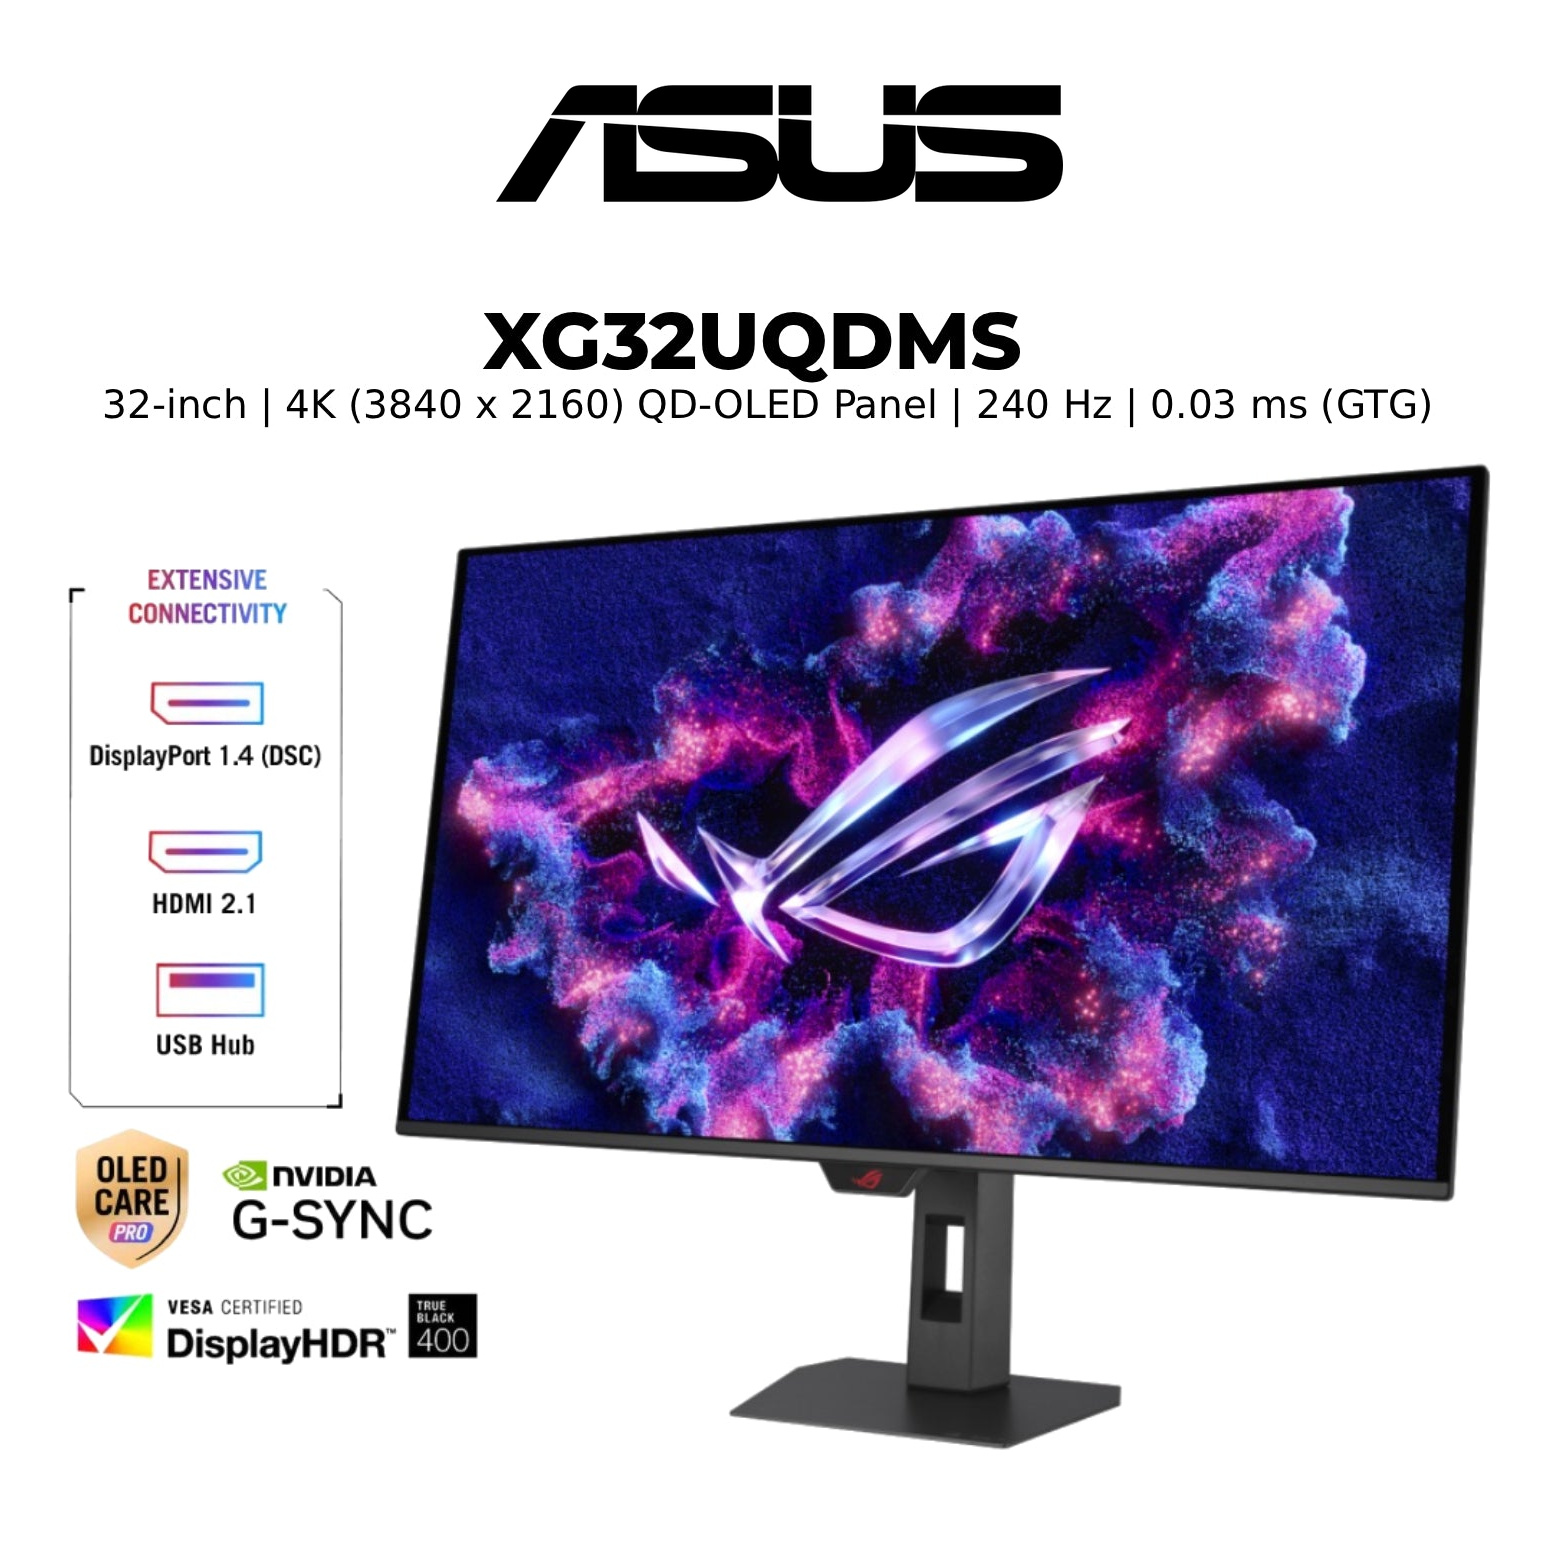 ASUS
XG32UQDMS
32-inch | 4K (3840 x 2160) QD-OLED Panel | 240 Hz | 0.03 ms (GTG)
EXTENSIVE
CONNECTIVITY
DisplayPort 1.4 (DSC)
HDMI 2.1
USB Hub
OLED
CARE
PRO
NVIDIA
G-SYNC
VESA CERTIFIED
DisplayHDR™
TRUE
BLACK
400